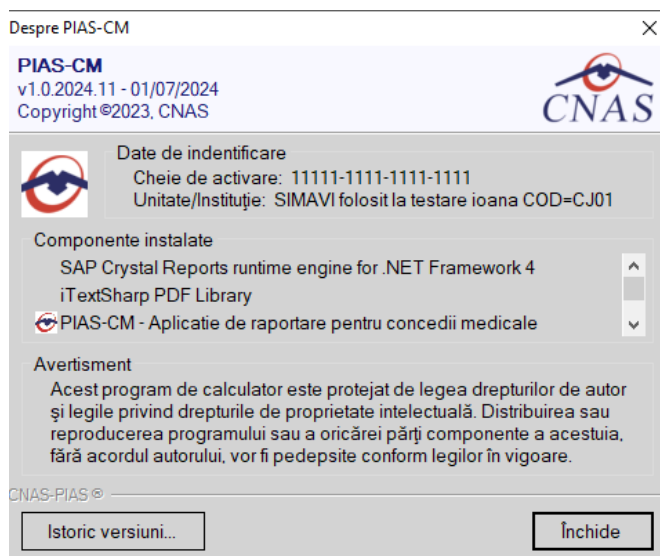 Despre PIAS-CM
PIAS-CM
v1.0.2024.11 - 01/07/2024
Copyright ©2023, CNAS
CNAS
Date de indentificare
Cheie de activare: 11111-1111-1111-1111
Unitate/Instituţie: SIMAVI folosit la testare ioana COD=CJ01
Componente instalate
SAP Crystal Reports runtime engine for .NET Framework 4
iTextSharp PDF Library
PIAS-CM - Aplicatie de raportare pentru concedii medicale
Avertisment
Acest program de calculator este protejat de legea drepturilor de autor
şi legile privind drepturile de proprietate intelectuală. Distribuirea sau
reproducerea programului sau a oricărei părţi componente a acestuia,
fără acordul autorului, vor fi pedepsite conform legilor în vigoare.
CNAS-PIAS ®
Istoric versiuni...
Închide